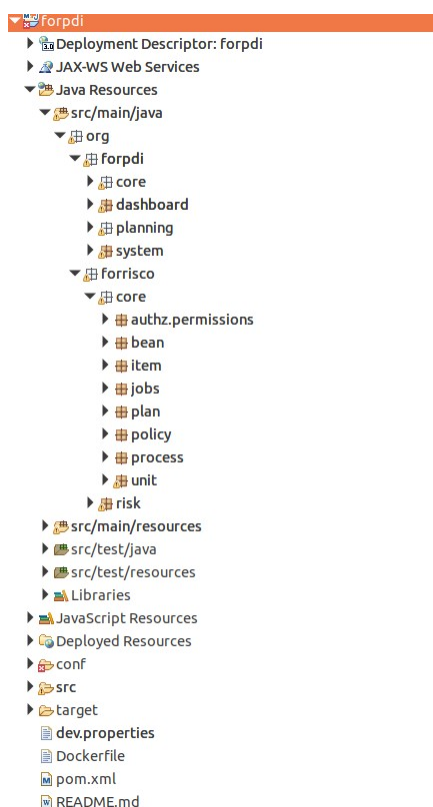 forpdi
Deployment Descriptor: forpdi
JAX-WS Web Services
Java Resources
src/main/java
org
forpdi
core
dashboard
planning
system
forrisco
core
authz.permissions
bean
item
jobs
plan
policy
process
unit
risk
src/main/resources
src/test/java
src/test/resources
Libraries
JavaScript Resources
Deployed Resources
conf
src
target
dev.properties
Dockerfile
pom.xml
README.md